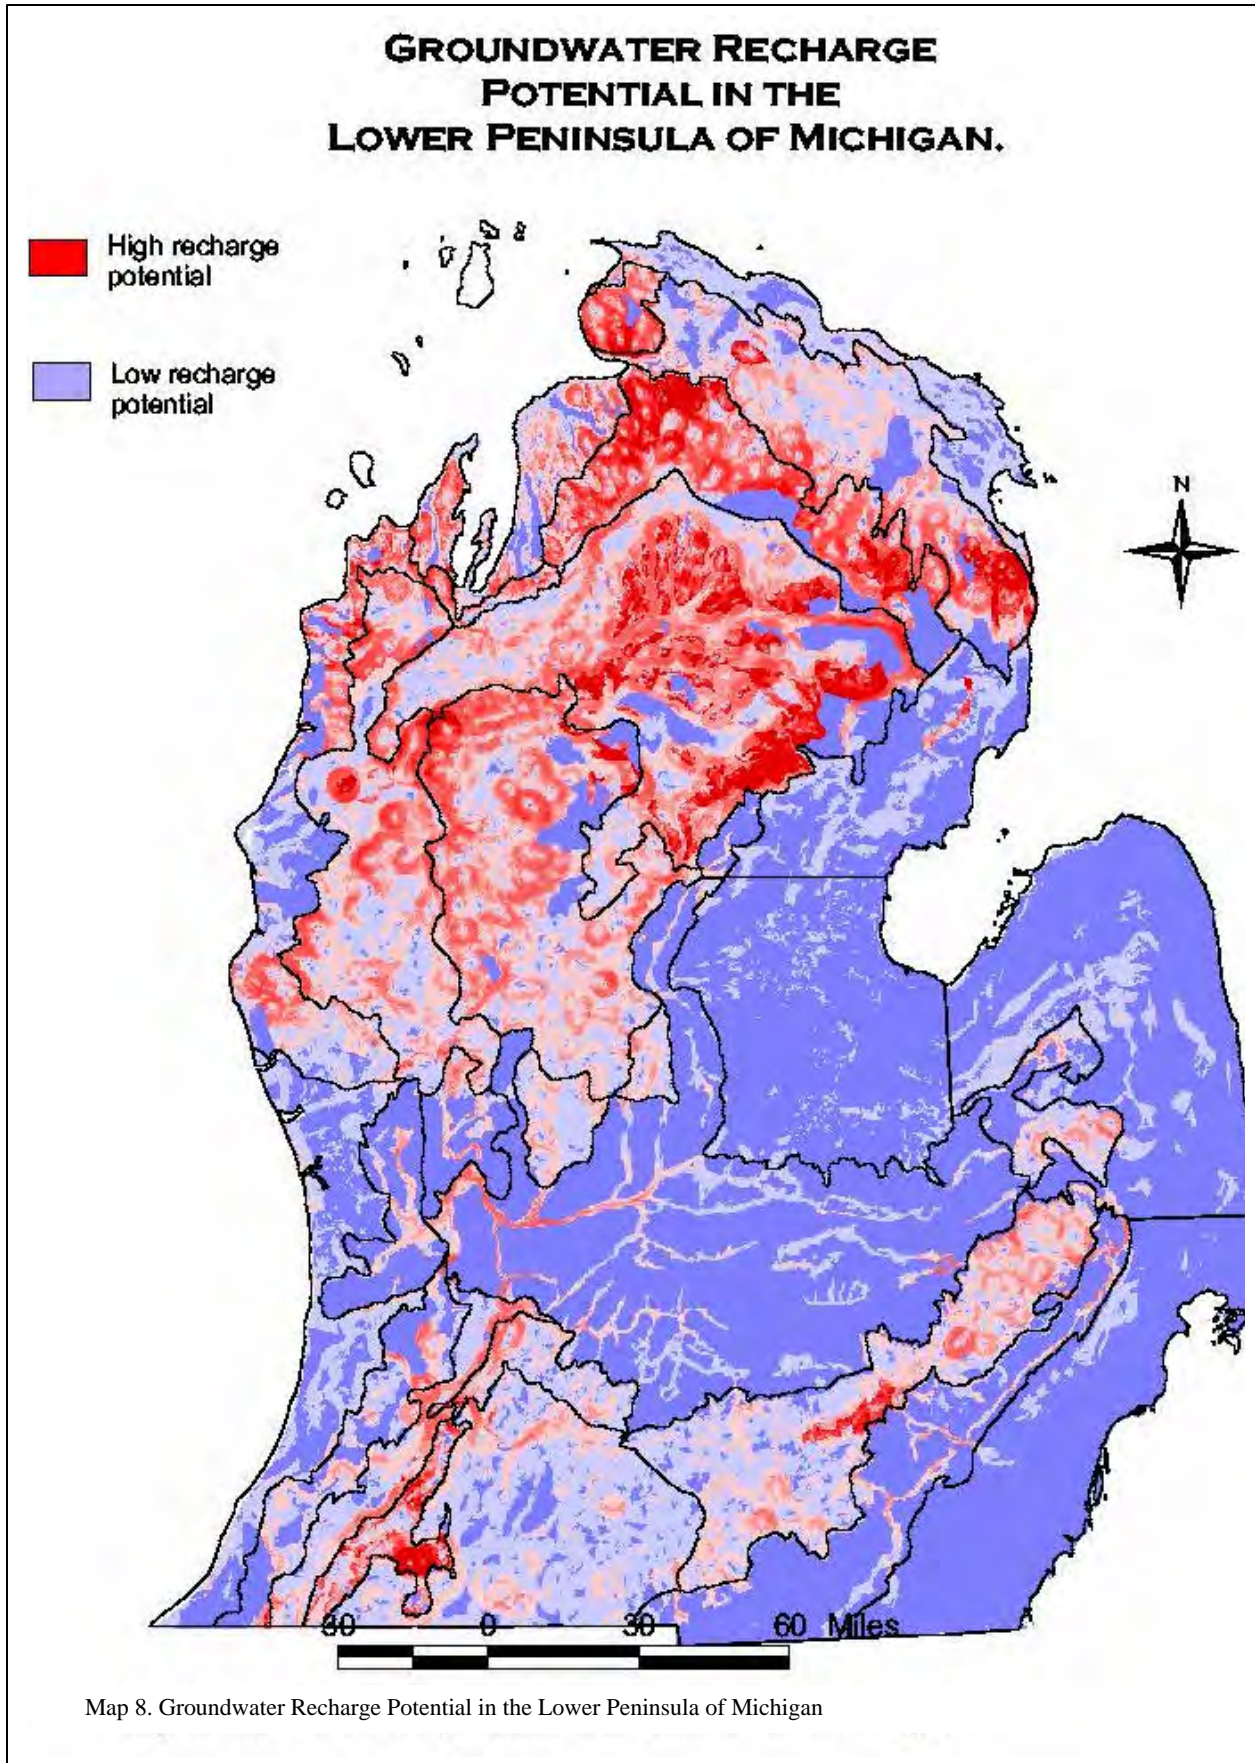 GROUNDWATER RECHARGE
POTENTIAL IN THE
LOWER PENINSULA OF MICHIGAN.
High recharge
potential
Low recharge
potential
N
30 0 30 60 Miles
Map 8. Groundwater Recharge Potential in the Lower Peninsula of Michigan